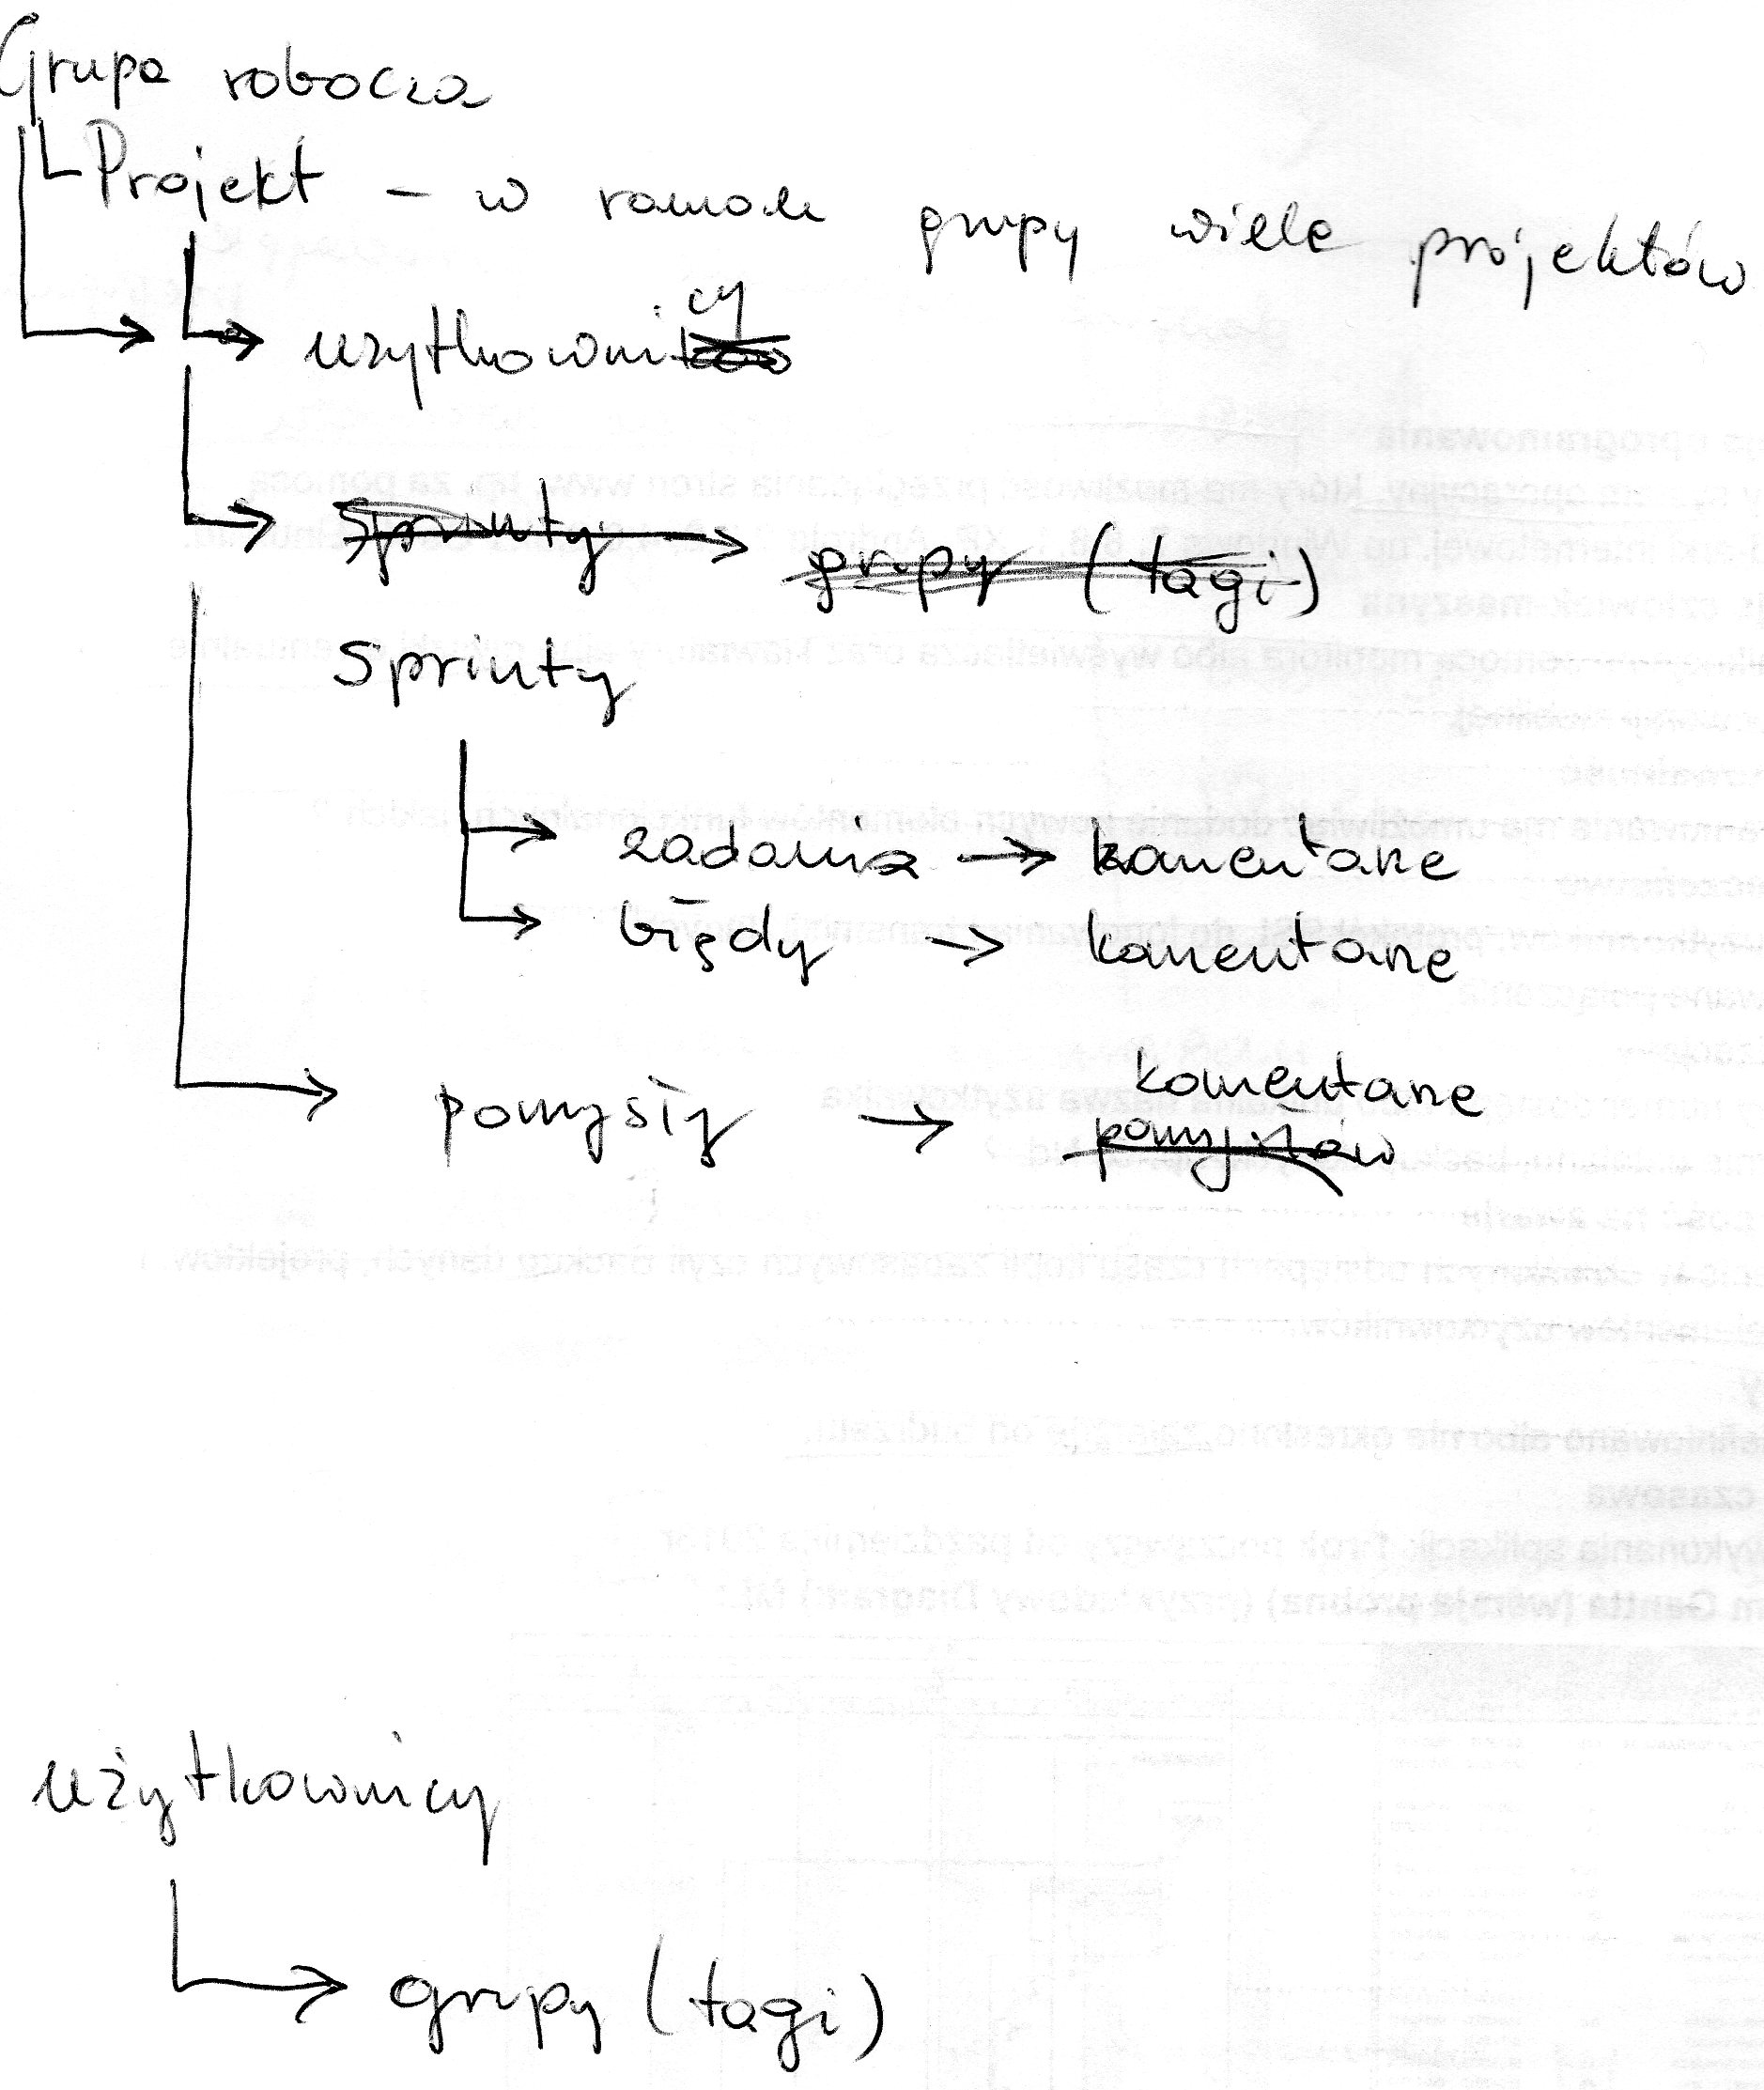 Grupa robocza
Projekt – w ramach grupy wiele projektów
użytkownicy
sprinty → grupy (tagi)
Sprinty
zadania → komentarze
błędy → komentarze
komentarze
pomysły → pomysłów
użytkownicy
grupy (tagi)